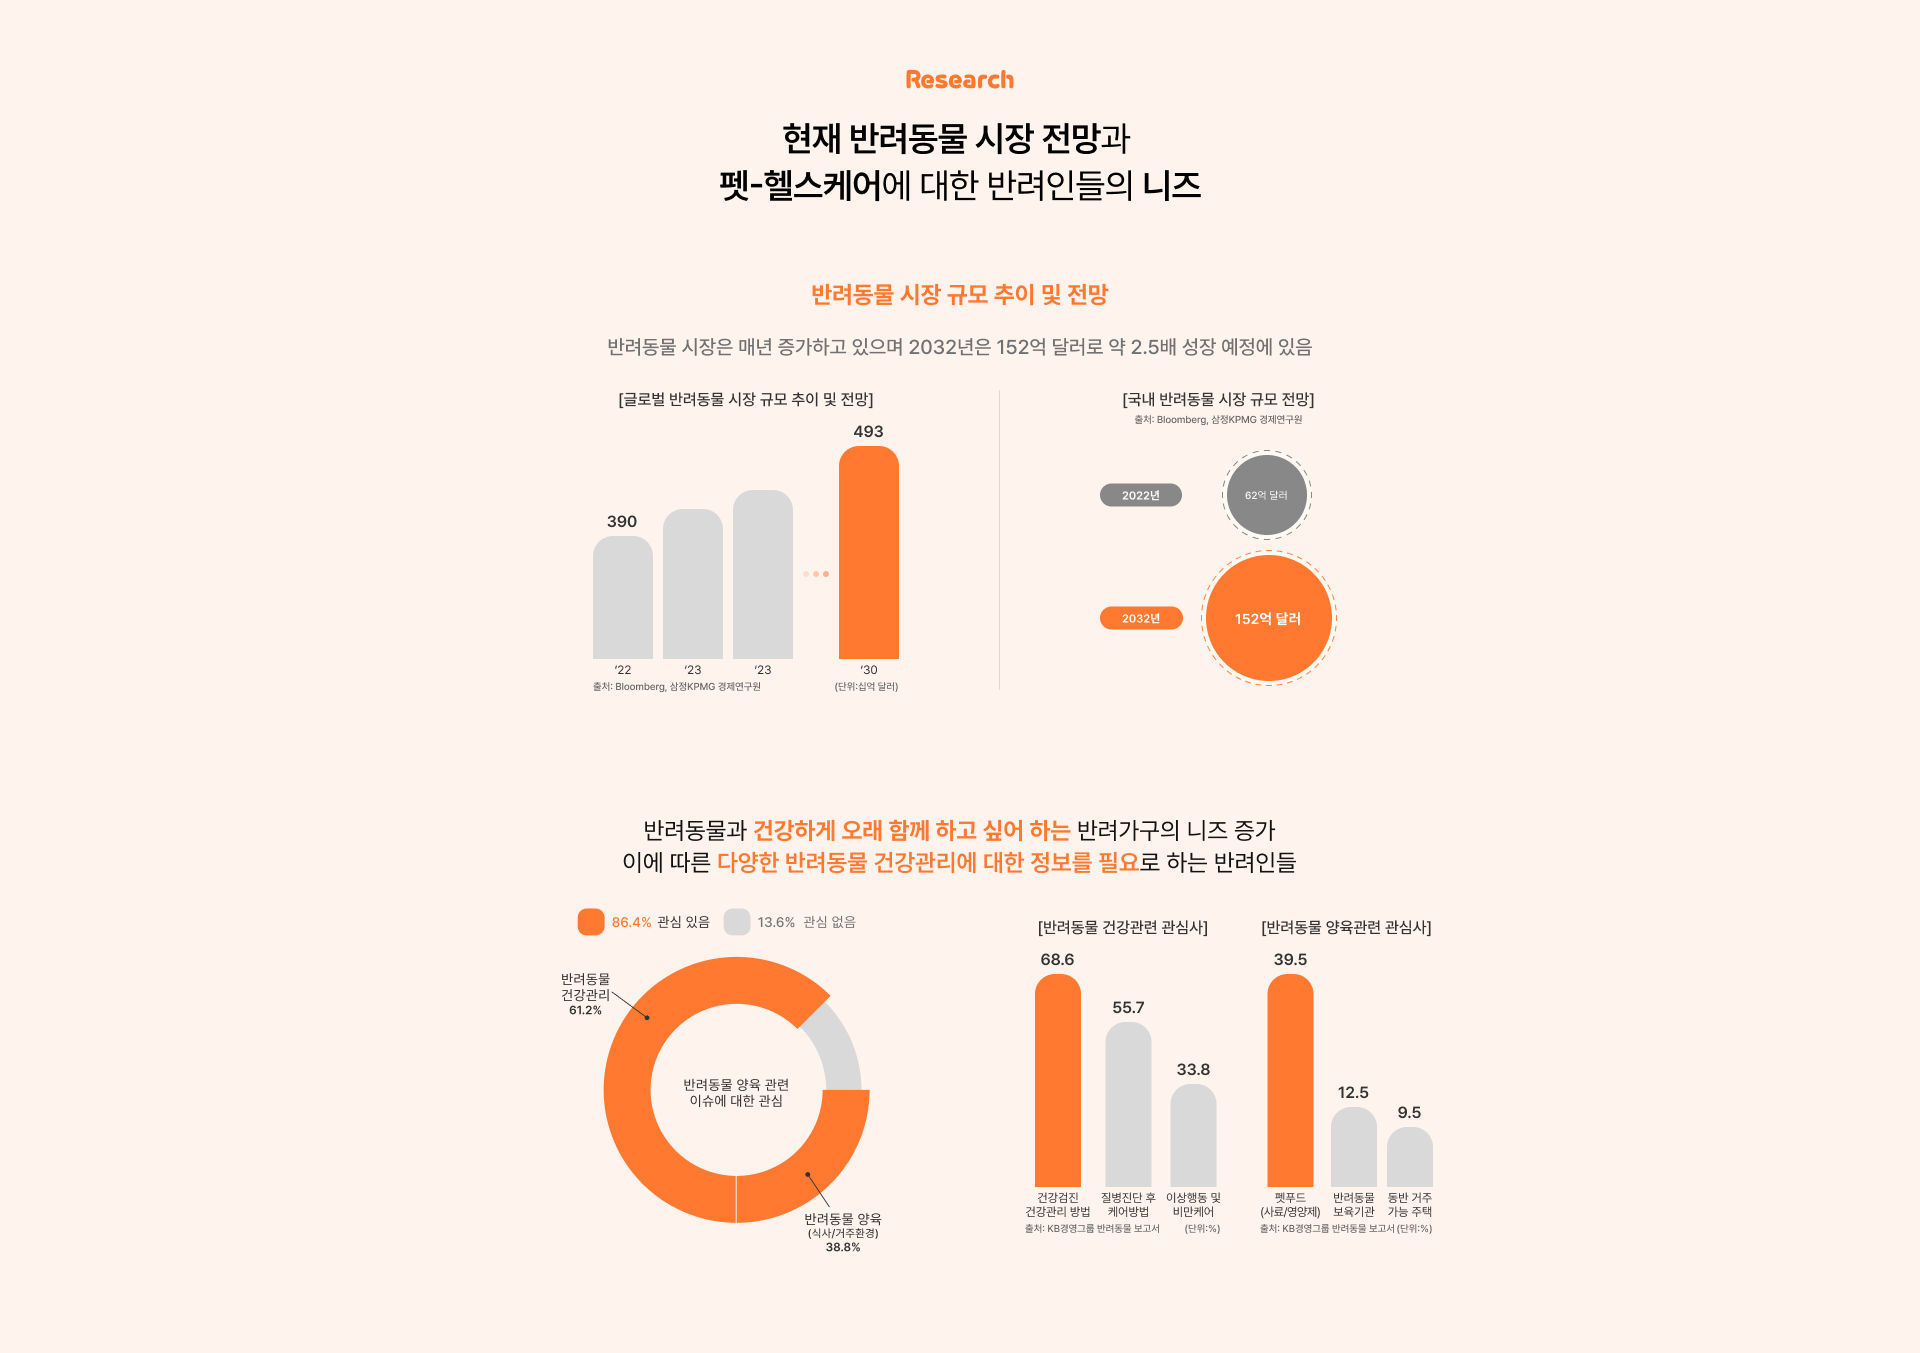 Research
현재 반려동물 시장 전망과
펫-헬스케어에 대한 반려인들의 니즈
반려동물 시장 규모 추이 및 전망
반려동물 시장은 매년 증가하고 있으며 2032년은 152억 달러로 약 2.5배 성장 예정에 있음
[글로벌 반려동물 시장 규모 추이 및 전망]
493
390
‘22
‘23
‘23
‘30
출처: Bloomberg, 삼정KPMG 경제연구원
(단위:십억 달러)
[국내 반려동물 시장 규모 전망]
출처: Bloomberg, 삼정KPMG 경제연구원
2022년
62억 달러
2032년
152억 달러
반려동물과 건강하게 오래 함께 하고 싶어 하는 반려가구의 니즈 증가
이에 따른 다양한 반려동물 건강관리에 대한 정보를 필요로 하는 반려인들
86.4% 관심 있음
13.6% 관심 없음
반려동물
건강관리
61.2%
반려동물 양육 관련
이슈에 대한 관심
반려동물 양육
(식사/거주환경)
38.8%
[반려동물 건강관련 관심사]
68.6
55.7
33.8
건강검진
건강관리 방법
질병진단 후
케어방법
이상행동 및
비만케어
출처: KB경영그룹 반려동물 보고서
(단위:%)
[반려동물 양육관련 관심사]
39.5
12.5
9.5
펫푸드
(사료/영양제)
반려동물
보육기관
동반 거주
가능 주택
출처: KB경영그룹 반려동물 보고서
(단위:%)